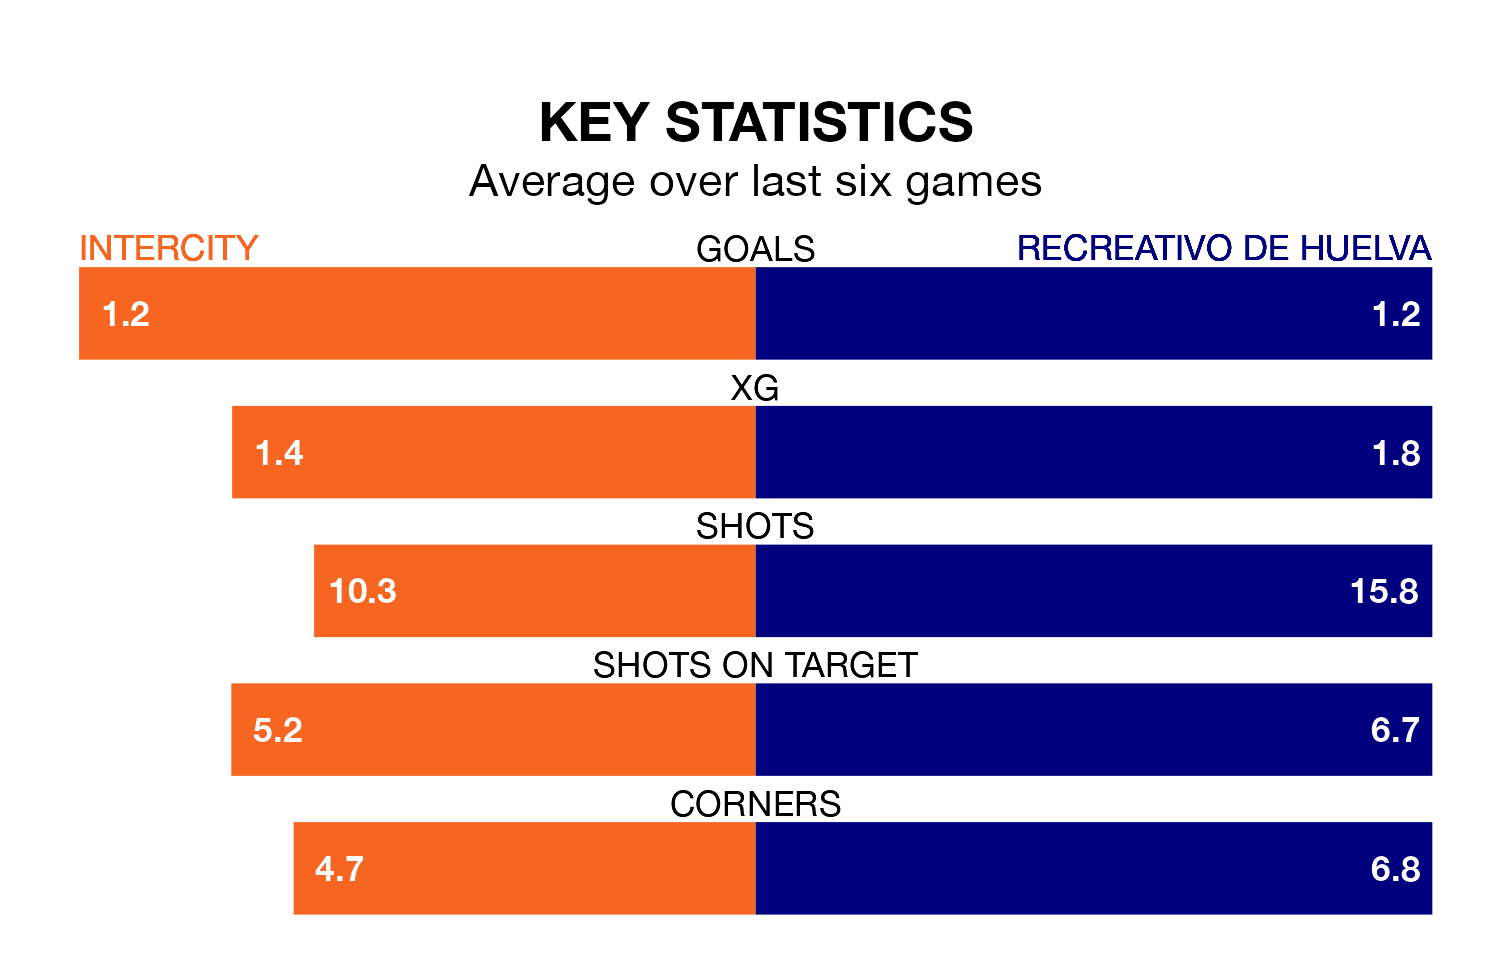 KEY STATISTICS
Average over last six games
INTERCITY GOALS RECREATIVO DE HUELVA
1.2 1.2
XG
1.4 1.8
SHOTS
10.3 15.8
SHOTS ON TARGET
5.2 6.7
CORNERS
4.7 6.8